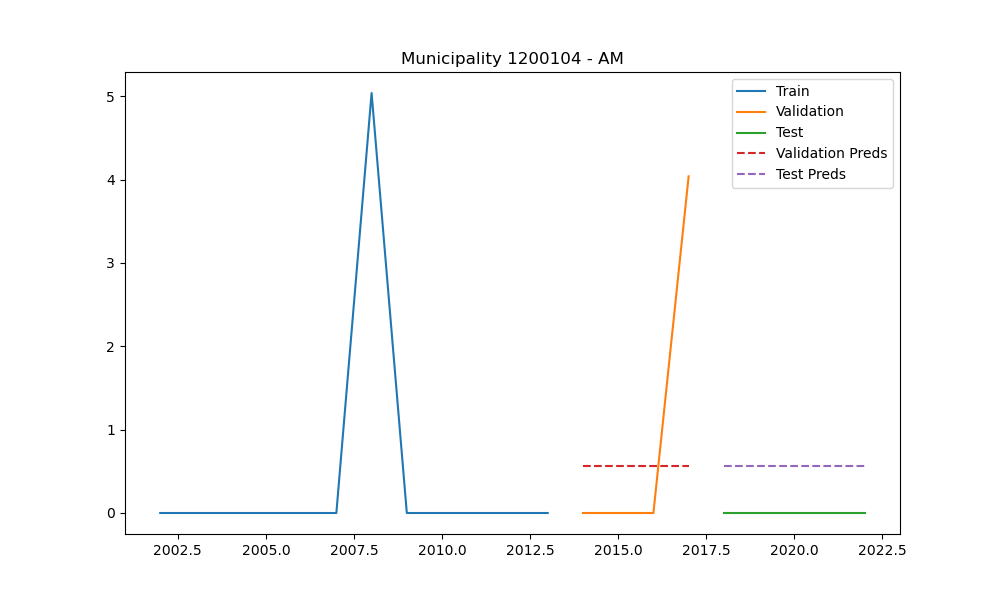 Municipality 1200104 - AM
Train
Validation
Test
Validation Preds
Test Preds
5
4
3
2
1
0
2002.5 2005.0 2007.5 2010.0 2012.5 2015.0 2017.5 2020.0 2022.5